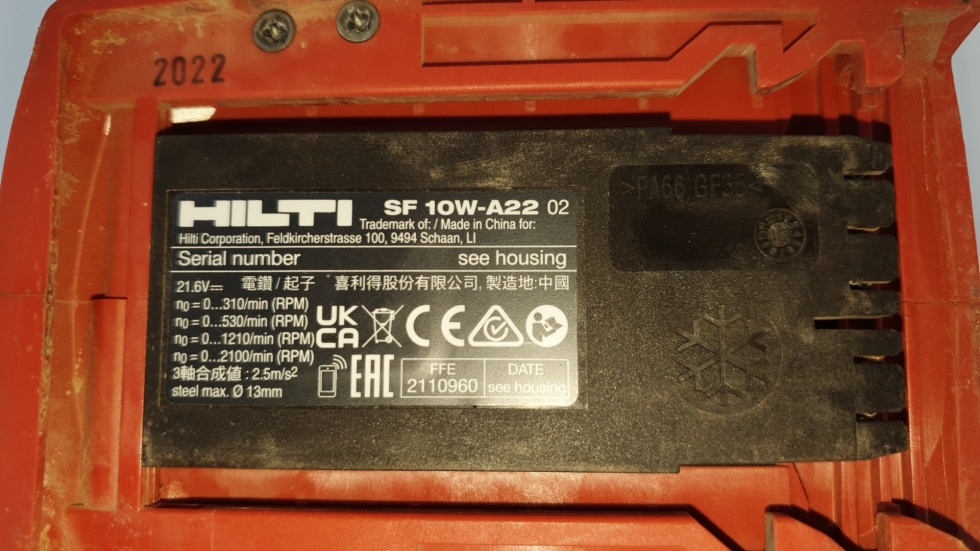 2022
>PA66 GF35<
HILTI SF 10W-A22 02
Trademark of: / Made in China for:
Hilti Corporation, Feldkircherstrasse 100, 9494 Schaan, LI
Serial number see housing
21.6V⎓ 電鑽 / 起子 喜利得股份有限公司, 製造地:中國
n0 = 0...310/min (RPM)
n0 = 0...530/min (RPM)
n0 = 0...1210/min (RPM)
n0 = 0...2100/min (RPM)
3軸合成値 : 2.5m/s²
steel max. Ø 13mm
UK
CA
CE
EAC
FFE
2110960
DATE
see housing